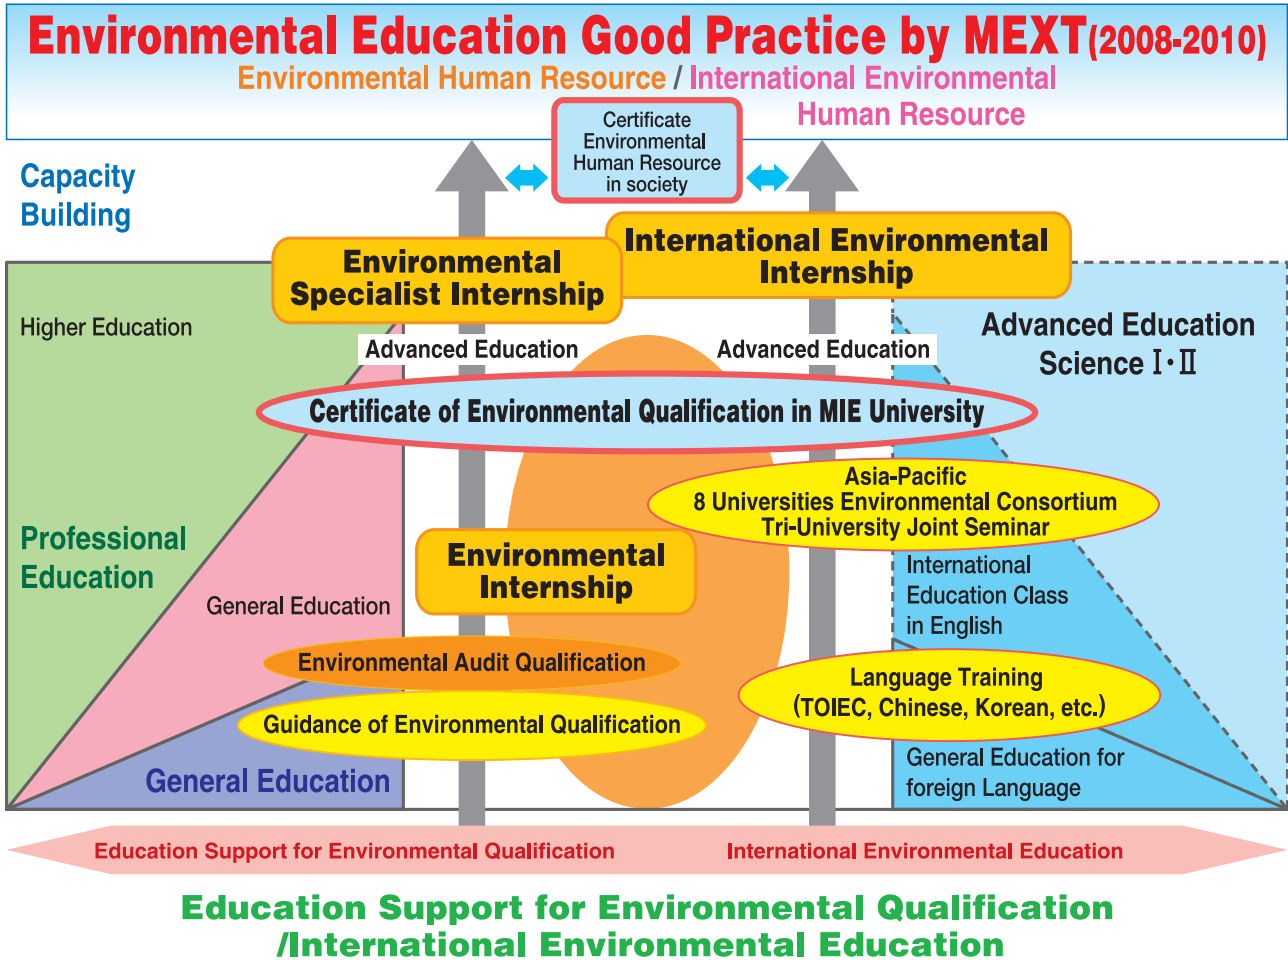 Environmental Education Good Practice by MEXT(2008-2010)
Environmental Human Resource / International Environmental
Human Resource
Certificate
Environmental
Human Resource
in society
Capacity
Building
International Environmental
Internship
Environmental
Specialist Internship
Higher Education
Advanced Education
Science I・II
Advanced Education
Advanced Education
Certificate of Environmental Qualification in MIE University
Asia-Pacific
8 Universities Environmental Consortium
Tri-University Joint Seminar
Professional
Education
Environmental
Internship
International
Education Class
in English
General Education
Environmental Audit Qualification
Language Training
(TOIEC, Chinese, Korean, etc.)
Guidance of Environmental Qualification
General Education
General Education for
foreign Language
Education Support for Environmental Qualification
International Environmental Education
Education Support for Environmental Qualification
/International Environmental Education